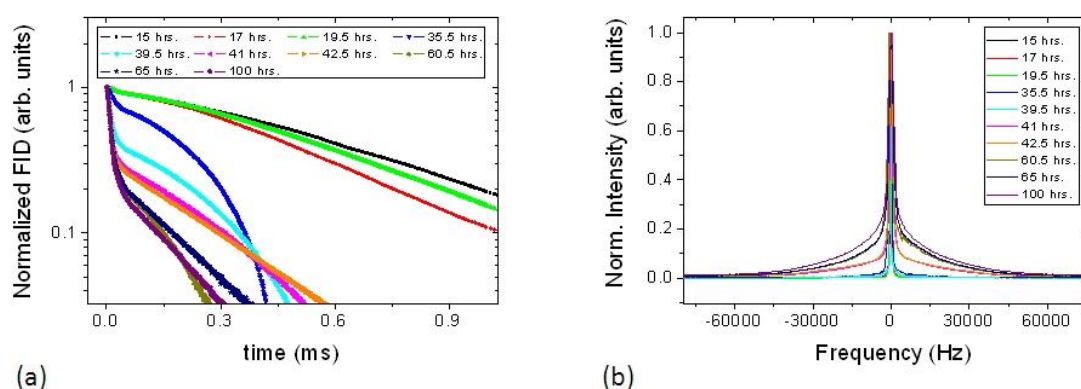 Normalized FID (arb. units)
1
0.1
15 hrs. 17 hrs. 19.5 hrs. 35.5 hrs.
39.5 hrs. 41 hrs. 42.5 hrs. 60.5 hrs.
65 hrs. 100 hrs.
0.0 0.3 0.6 0.9
time (ms)
(a)
Norm. Intensity (arb. units)
1.0
0.8
0.6
0.4
0.2
0.0
15 hrs.
17 hrs.
19.5 hrs.
35.5 hrs.
39.5 hrs.
41 hrs.
42.5 hrs.
60.5 hrs.
65 hrs.
100 hrs.
-60000 -30000 0 30000 60000
Frequency (Hz)
(b)